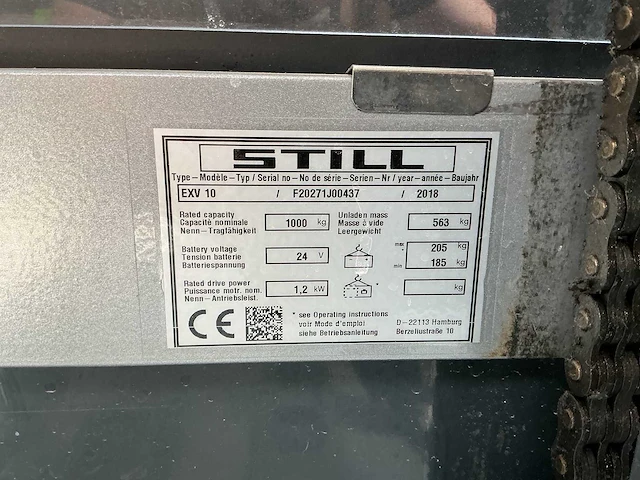 STILL
Type – Modèle – Typ / Serial no – No de série – Serien – Nr / year – année – Baujahr
EXV 10 / F20271J00437 / 2018
Rated capacity
Capacité nominale
Nenn – Tragfähigkeit
1000 kg
Unladen mass
Masse à vide
Leergewicht
563 kg
Battery voltage
Tension batterie
Batteriespannung
24 V
max * 205 kg
min 185 kg
Rated drive power
Puissance motr. nom.
Nenn – Antriebsleist.
1,2 kW
* kg
CE
* see Operating instructions
voir Mode d'emploi
siehe Betriebsanleitung
D – 22113 Hamburg
Berzeliustraße 10